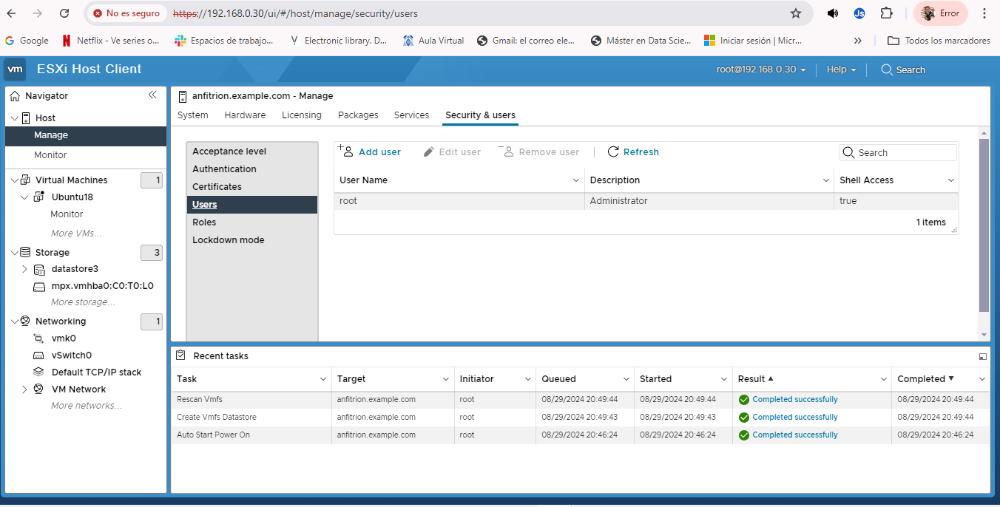 No es seguro https://192.168.0.30/ui/#/host/manage/security/users Js Error
Google Netflix - Ve series o... Espacios de trabajo... Electronic library. D... Aula Virtual Gmail: el correo ele... Máster en Data Scie... Iniciar sesión | Micr... » Todos los marcadores
vm ESXi Host Client root@192.168.0.30 Help Search
Navigator
Host
Manage
Monitor
Virtual Machines 1
Ubuntu18
Monitor
More VMs...
Storage 3
datastore3
mpx.vmhba0:C0:T0:L0
More storage...
Networking 1
vmk0
vSwitch0
Default TCP/IP stack
VM Network
More networks...
anfitrion.example.com - Manage
System Hardware Licensing Packages Services Security & users
Acceptance level
Authentication
Certificates
Users
Roles
Lockdown mode
Add user Edit user Remove user Refresh Search
User Name Description Shell Access
root Administrator true
1 items
Recent tasks
Task Target Initiator Queued Started Result Completed
Rescan Vmfs anfitrion.example.com root 08/29/2024 20:49:44 08/29/2024 20:49:44 Completed successfully 08/29/2024 20:49:44
Create Vmfs Datastore anfitrion.example.com root 08/29/2024 20:49:43 08/29/2024 20:49:43 Completed successfully 08/29/2024 20:49:44
Auto Start Power On anfitrion.example.com root 08/29/2024 20:46:24 08/29/2024 20:46:24 Completed successfully 08/29/2024 20:46:24